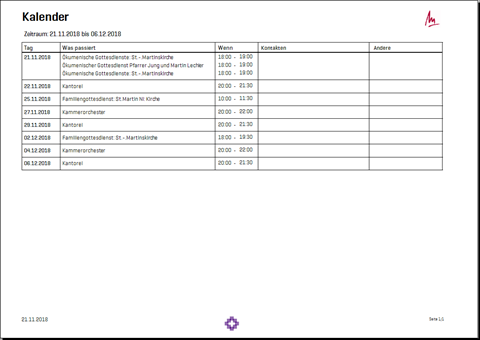 Kalender
Zeitraum: 21.11.2018 bis 06.12.2018
Tag Was passiert Wenn Kontakten Andere
21.11.2018 Ökumenische Gottesdienste: St. - Martinskirche 18:00 - 19:00
Ökumenischer Gottesdienst Pfarrer Jung und Martin Lecher 18:00 - 19:00
Ökumenische Gottesdienste: St. - Martinskirche 18:00 - 19:00
22.11.2018 Kantorei 20:00 - 21:30
25.11.2018 Familiengottesdienst: St.Martin NI Kirche 10:00 - 11:30
27.11.2018 Kammerorchester 20:00 - 22:00
29.11.2018 Kantorei 20:00 - 21:30
02.12.2018 Familiengottesdienst: St. - Martinskirche 18:00 - 19:30
04.12.2018 Kammerorchester 20:00 - 22:00
06.12.2018 Kantorei 20:00 - 21:30
21.11.2018 Seite 1/1